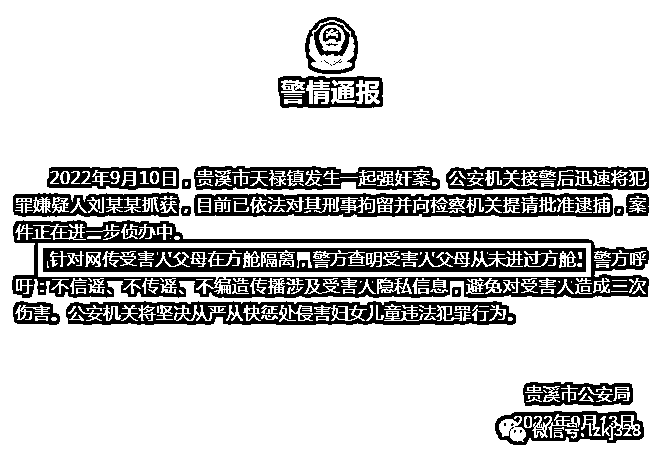 警情通报
2022年9月10日，贵溪市天禄镇发生一起强奸案。公安机关接警后迅速将犯
罪嫌疑人刘某某抓获，目前已依法对其刑事拘留并向检察机关提请批准逮捕，案
件正在进一步侦办中。
针对网传受害人父母在方舱隔离，警方查明受害人父母从未进过方舱！警方呼
吁：不信谣、不传谣、不编造传播涉及受害人隐私信息，避免对受害人造成二次
伤害。公安机关将坚决从严从快惩处侵害妇女儿童违法犯罪行为。
贵溪市公安局
2022年9月13日
微信号: lzkj328